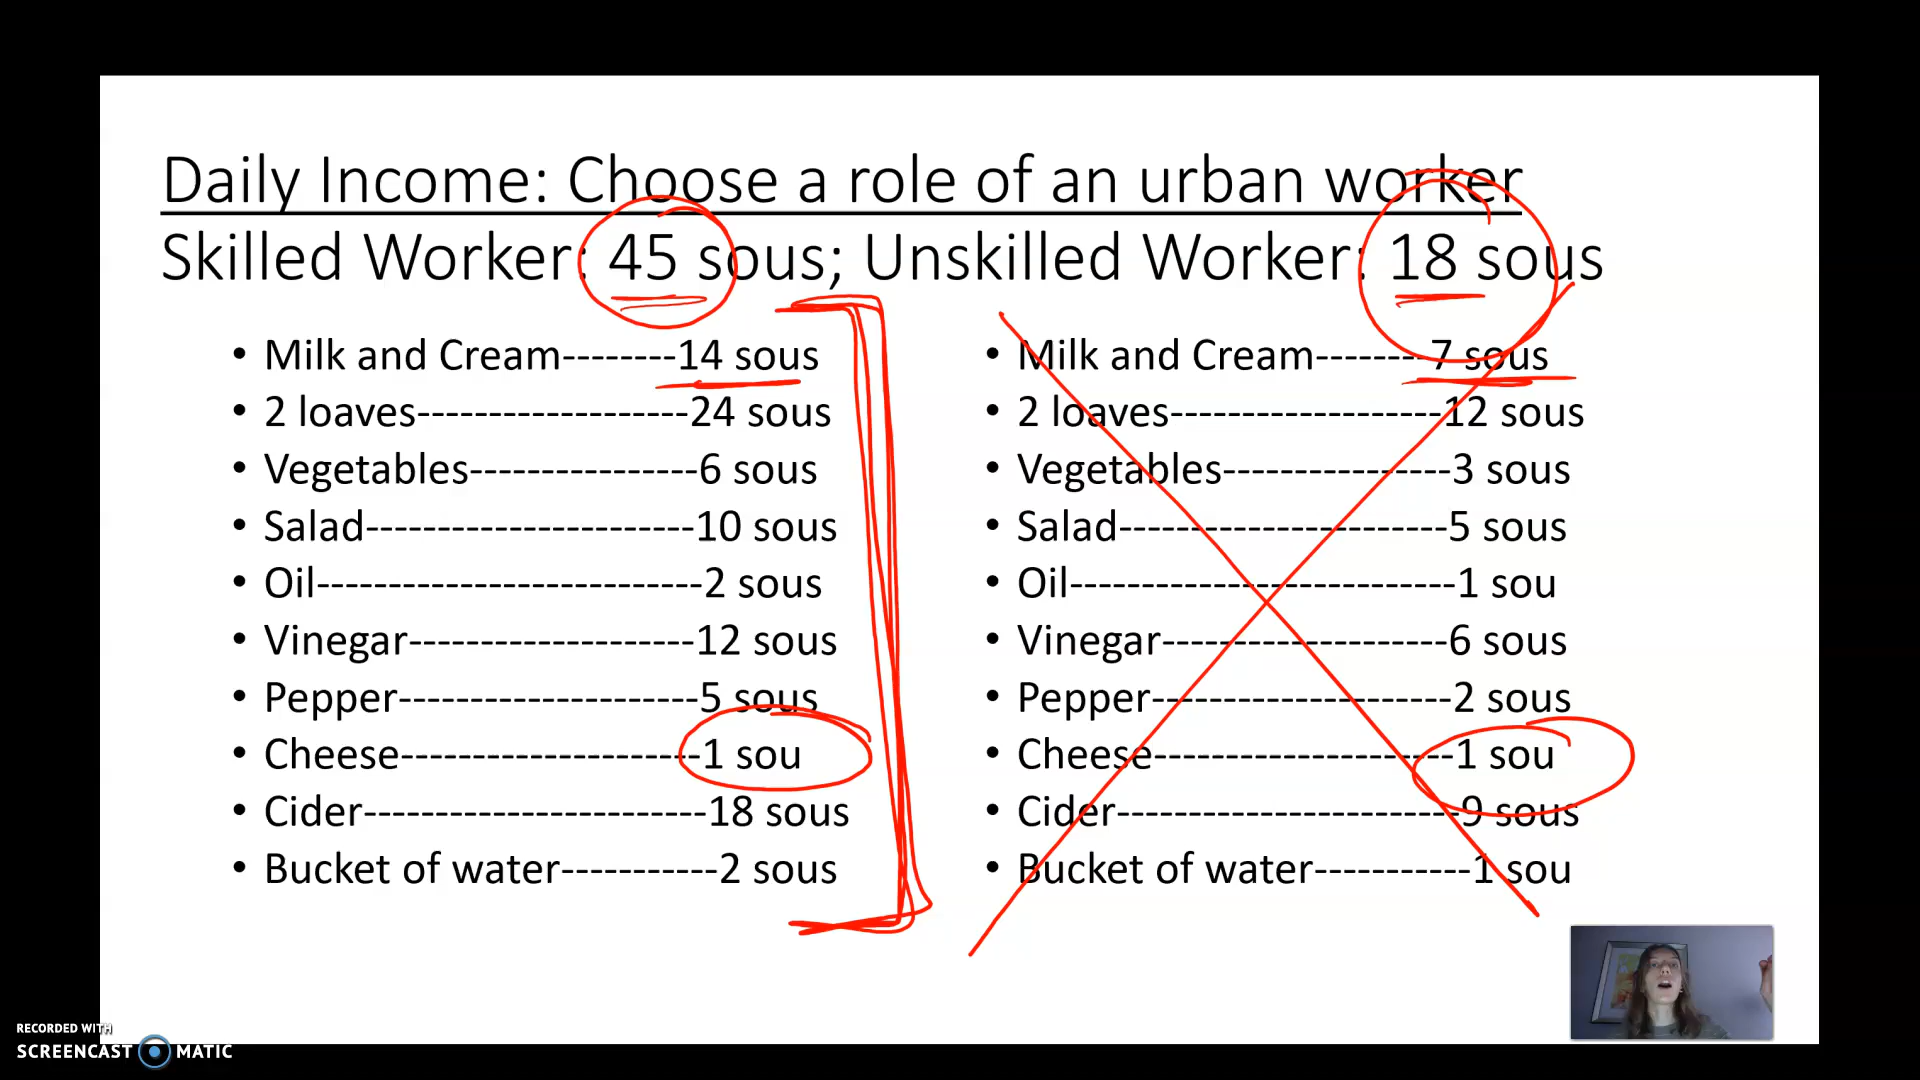 Daily Income: Choose a role of an urban worker
Skilled Worker: 45 sous; Unskilled Worker: 18 sous
• Milk and Cream--------14 sous
• 2 loaves-------------------24 sous
• Vegetables----------------6 sous
• Salad-----------------------10 sous
• Oil---------------------------2 sous
• Vinegar--------------------12 sous
• Pepper---------------------5 sous
• Cheese---------------------1 sou
• Cider------------------------18 sous
• Bucket of water-----------2 sous
• Milk and Cream--------7 sous
• 2 loaves-------------------12 sous
• Vegetables----------------3 sous
• Salad-----------------------5 sous
• Oil---------------------------1 sou
• Vinegar--------------------6 sous
• Pepper---------------------2 sous
• Cheese---------------------1 sou
• Cider------------------------9 sous
• Bucket of water-----------1 sou
RECORDED WITH
SCREENCAST MATIC